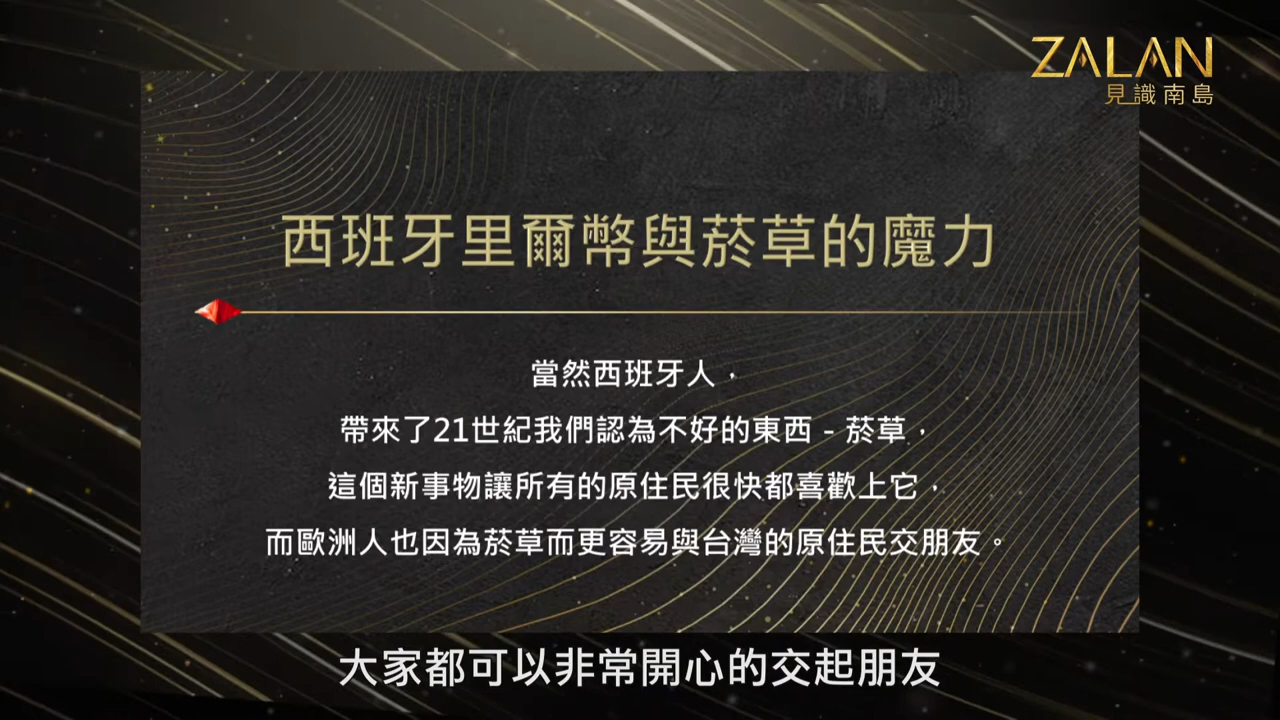 ZALAN
見識南島
西班牙里爾幣與菸草的魔力
當然西班牙人，
帶來了21世紀我們認為不好的東西－菸草，
這個新事物讓所有的原住民很快都喜歡上它，
而歐洲人也因為菸草而更容易與台灣的原住民交朋友。
大家都可以非常開心的交起朋友